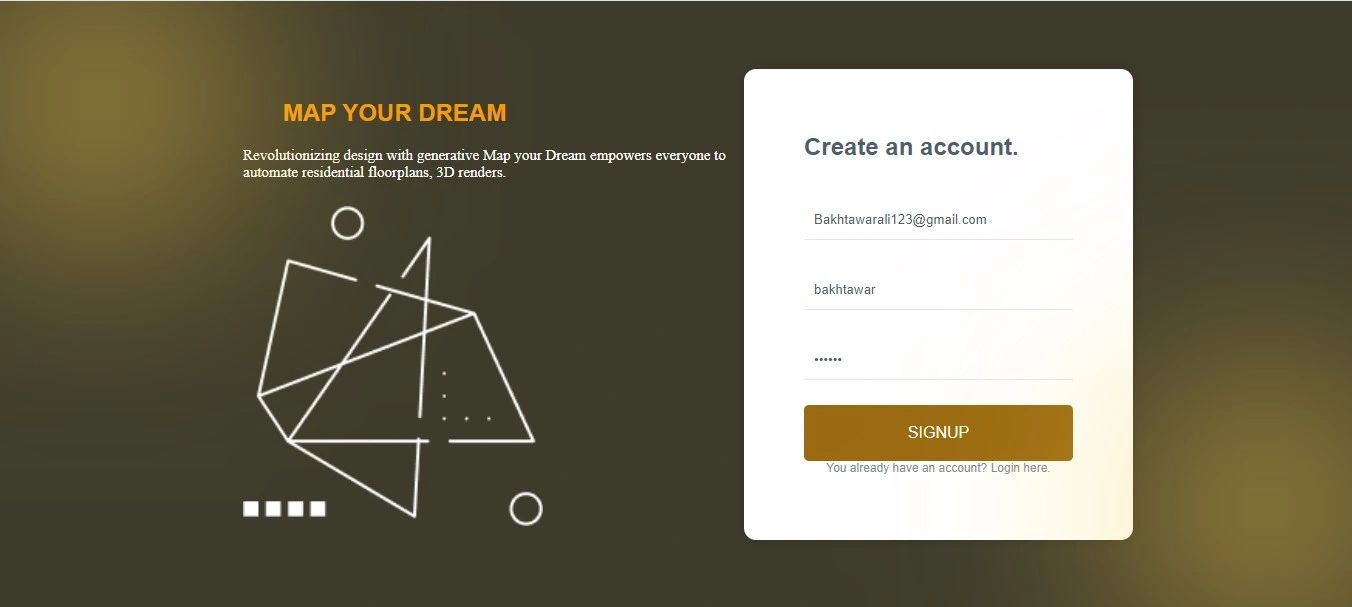 MAP YOUR DREAM
Revolutionizing design with generative Map your Dream empowers everyone to
automate residential floorplans, 3D renders.
Create an account.
Bakhtawarali123@gmail.com
bakhtawar
••••••
SIGNUP
You already have an account? Login here.